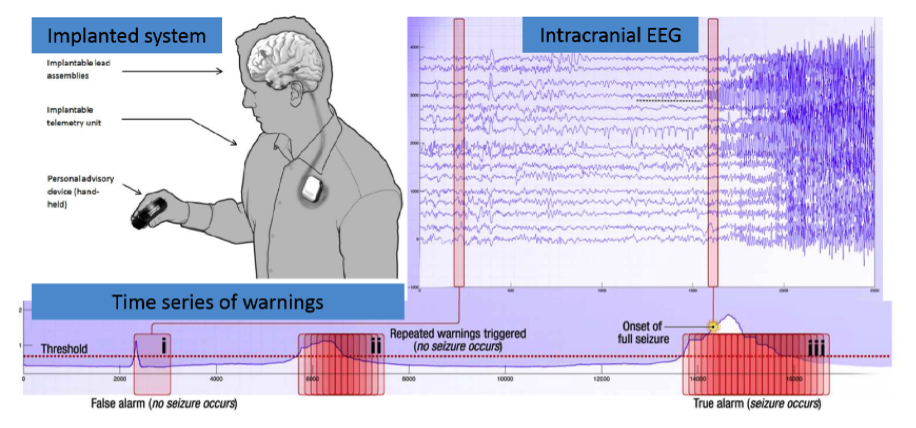 Implanted system
Implantable lead
assemblies
Implantable
telemetry unit
Personal advisory
device (hand-
held)
Intracranial EEG
4000
3000
2000
1000
0
-1000
0
500
1000
1500
2000
2500
Time series of warnings
2
1
Threshold
i
ii
iii
Repeated warnings triggered
(no seizure occurs)
Onset of
full seizure
0
2000
4000
6000
8000
10000
12000
14000
16000
False alarm (no seizure occurs)
True alarm (seizure occurs)